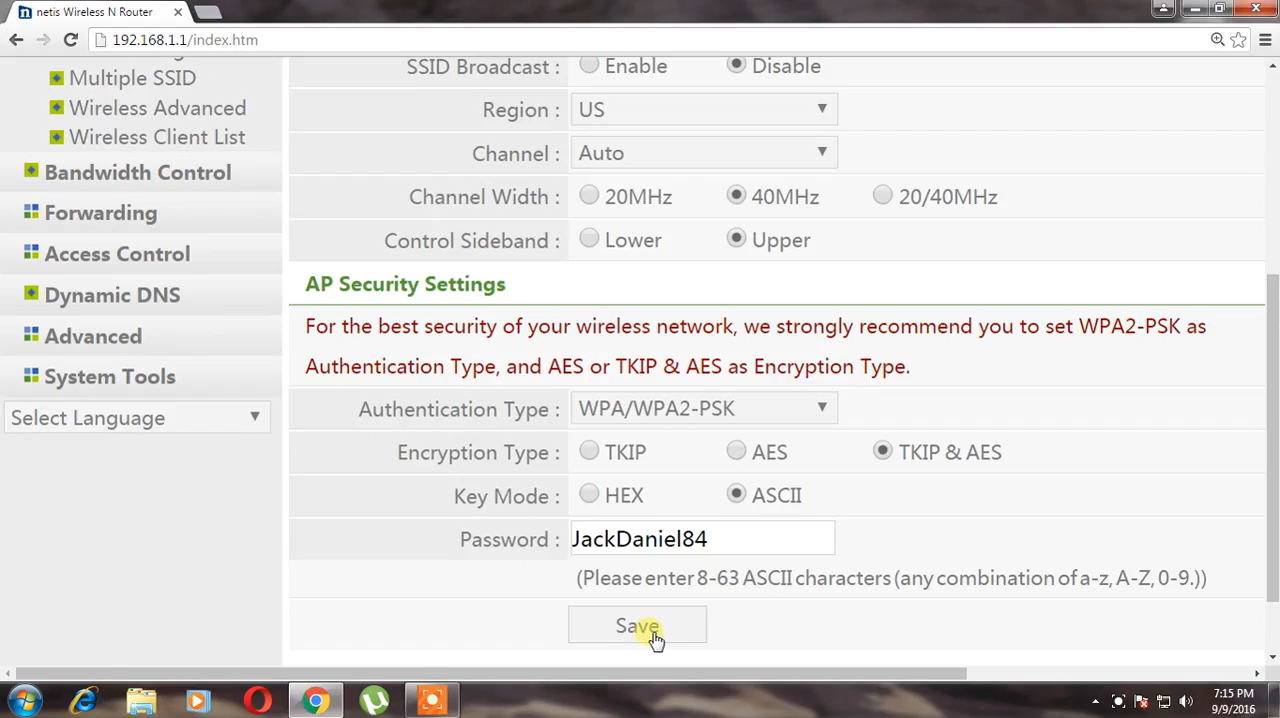 netis Wireless N Router
192.168.1.1/index.htm
Multiple SSID
Wireless Advanced
Wireless Client List
Bandwidth Control
Forwarding
Access Control
Dynamic DNS
Advanced
System Tools
Select Language
SSID Broadcast : Enable Disable
Region : US
Channel : Auto
Channel Width : 20MHz 40MHz 20/40MHz
Control Sideband : Lower Upper
AP Security Settings
For the best security of your wireless network, we strongly recommend you to set WPA2-PSK as
Authentication Type, and AES or TKIP & AES as Encryption Type.
Authentication Type : WPA/WPA2-PSK
Encryption Type : TKIP AES TKIP & AES
Key Mode : HEX ASCII
Password : JackDaniel84
(Please enter 8-63 ASCII characters (any combination of a-z, A-Z, 0-9.))
Save
7:15 PM
9/9/2016